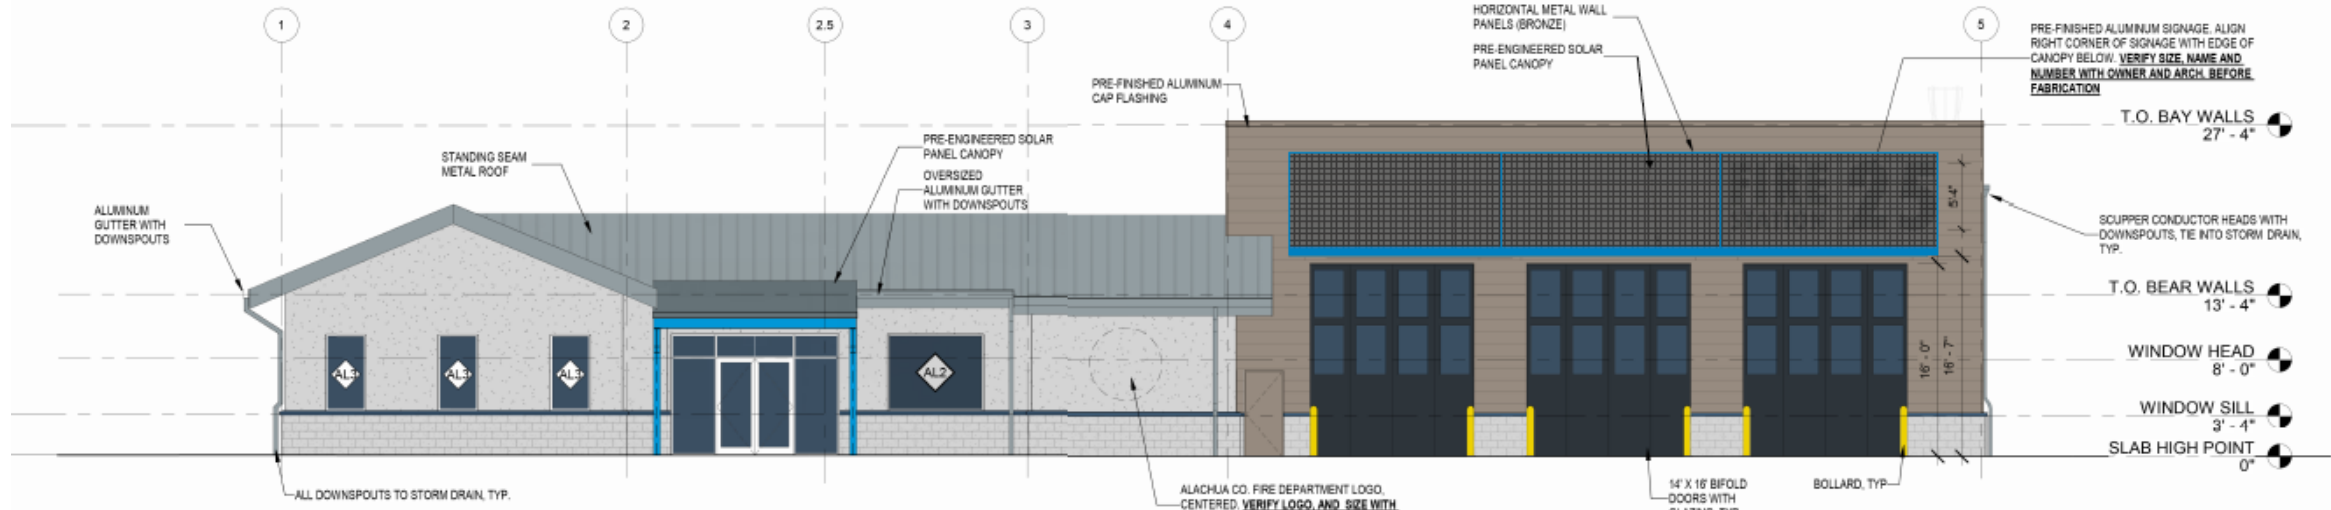 1
2
2.5
3
4
5
HORIZONTAL METAL WALL
PANELS (BRONZE)
PRE-ENGINEERED SOLAR
PANEL CANOPY
PRE-FINISHED ALUMINUM SIGNAGE. ALIGN
RIGHT CORNER OF SIGNAGE WITH EDGE OF
CANOPY BELOW. VERIFY SIZE, NAME AND
NUMBER WITH OWNER AND ARCH. BEFORE
FABRICATION
PRE-FINISHED ALUMINUM
CAP FLASHING
T.O. BAY WALLS
27' - 4"
PRE-ENGINEERED SOLAR
PANEL CANOPY
STANDING SEAM
METAL ROOF
OVERSIZED
ALUMINUM GUTTER
WITH DOWNSPOUTS
ALUMINUM
GUTTER WITH
DOWNSPOUTS
5'-4"
SCUPPER CONDUCTOR HEADS WITH
DOWNSPOUTS, TIE INTO STORM DRAIN,
TYP.
T.O. BEAR WALLS
13' - 4"
WINDOW HEAD
8' - 0"
AL3
AL3
AL3
AL2
16' - 0"
16' - 7"
WINDOW SILL
3' - 4"
SLAB HIGH POINT
0"
ALL DOWNSPOUTS TO STORM DRAIN, TYP.
ALACHUA CO. FIRE DEPARTMENT LOGO,
CENTERED. VERIFY LOGO, AND SIZE WITH
14' X 16' BIFOLD
DOORS WITH
BOLLARD, TYP